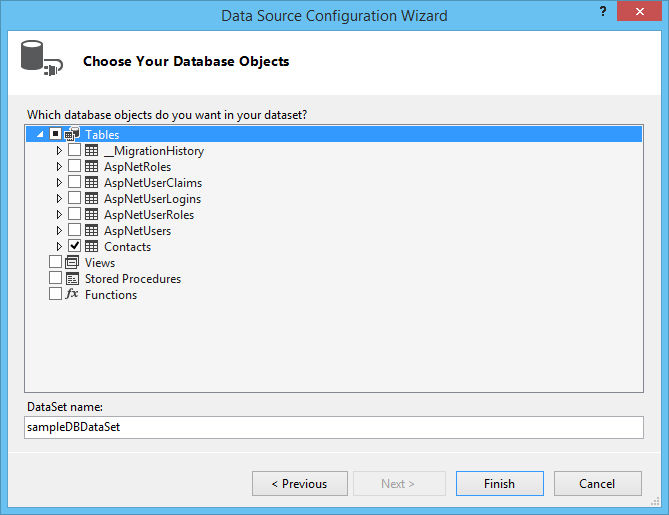 Data Source Configuration Wizard
?
Choose Your Database Objects
Which database objects do you want in your dataset?
Tables
__MigrationHistory
AspNetRoles
AspNetUserClaims
AspNetUserLogins
AspNetUserRoles
AspNetUsers
Contacts
Views
Stored Procedures
fx Functions
DataSet name:
sampleDBDataSet
< Previous Next > Finish Cancel